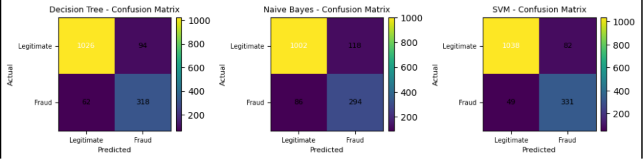 Decision Tree - Confusion Matrix
Naive Bayes - Confusion Matrix
SVM - Confusion Matrix
Actual
Legitimate
Fraud
1026
94
318
Legitimate
Fraud
Predicted
1000
800
600
400
200
Actual
Legitimate
Fraud
1002
118
294
Legitimate
Fraud
Predicted
1000
800
600
400
200
Actual
Legitimate
Fraud
1038
82
331
Legitimate
Fraud
Predicted
1000
800
600
400
200